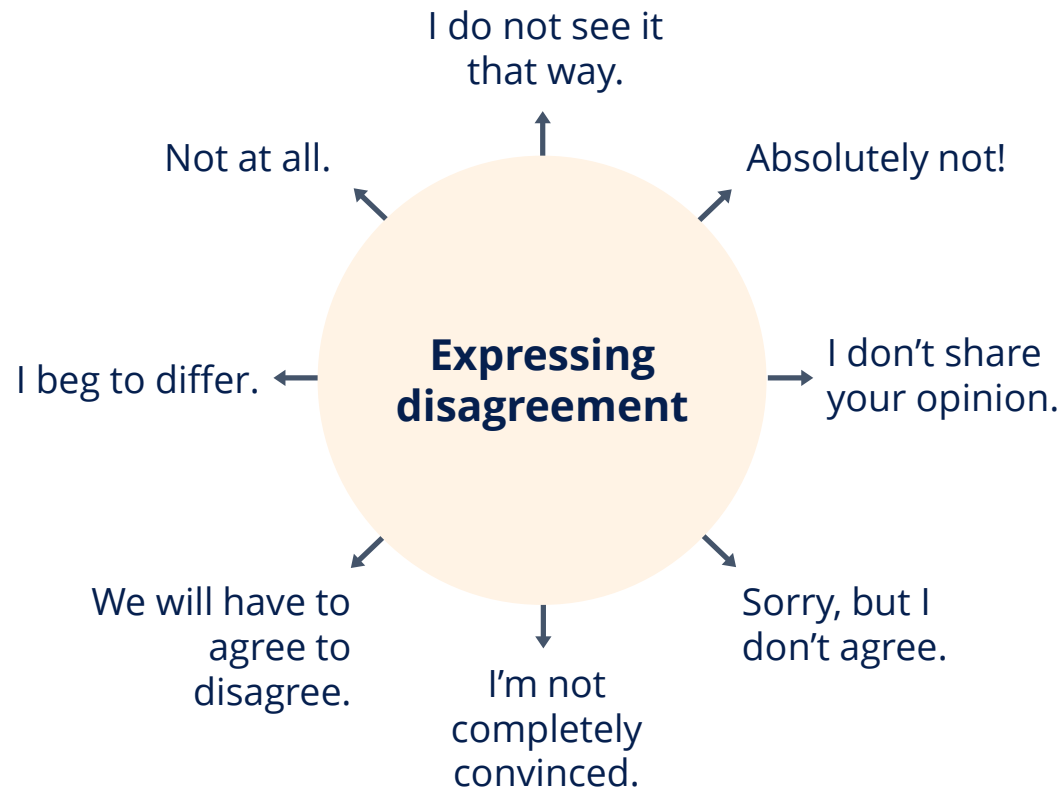 I do not see it
that way.
Not at all.
Absolutely not!
Expressing
disagreement
I beg to differ.
I don’t share
your opinion.
We will have to
agree to
disagree.
Sorry, but I
don’t agree.
I’m not
completely
convinced.